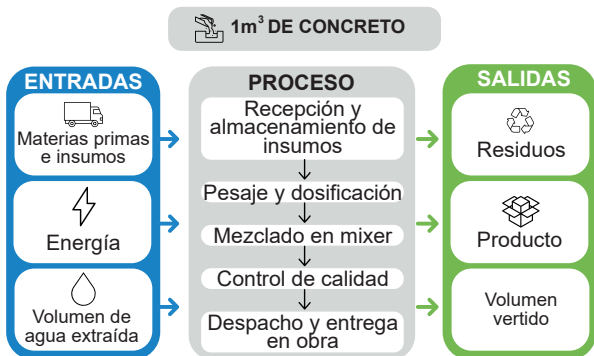 1m³ DE CONCRETO
ENTRADAS
Materias primas
e insumos
Energía
Volumen de
agua extraída
PROCESO
Recepción y
almacenamiento de
insumos
Pesaje y dosificación
Mezclado en mixer
Control de calidad
Despacho y entrega
en obra
SALIDAS
Residuos
Producto
Volumen
vertido